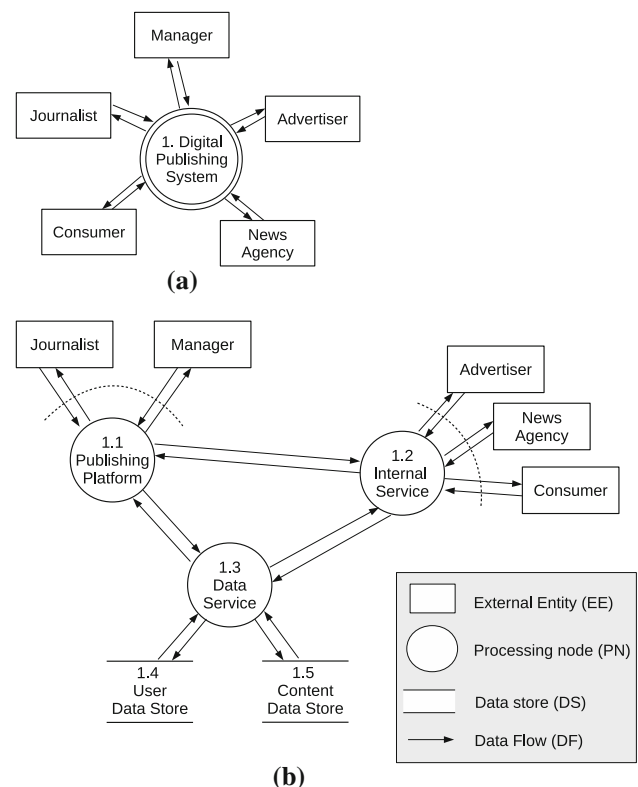 Manager
Journalist
Advertiser
1. Digital
Publishing
System
Consumer
News
Agency
(a)
Journalist
Manager
Advertiser
News
Agency
Consumer
1.1
Publishing
Platform
1.2
Internal
Service
1.3
Data
Service
1.4
User
Data Store
1.5
Content
Data Store
External Entity (EE)
Processing node (PN)
Data store (DS)
Data Flow (DF)
(b)